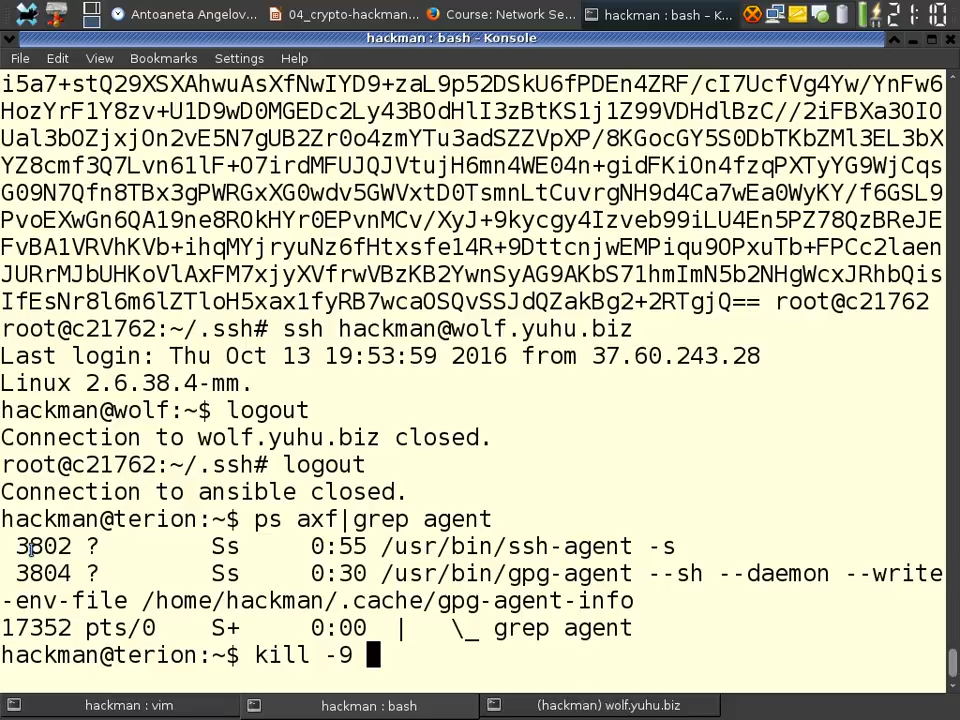 Antoaneta Angelov...
04_crypto-hackman...
Course: Network Se...
hackman : bash – K...
21:10
hackman : bash – Konsole
File Edit View Bookmarks Settings Help
i5a7+stQ29XSXAhwuAsXfNwIYD9+zaL9p52DSkU6fPDEn4ZRF/cI7UcfVg4Yw/YnFw6
HozYrF1Y8zv+U1D9wD0MGEDc2Ly43BOdHlI3zBtKS1j1Z99VDHdlBzC//2iFBXa3OIO
Ual3bOZjxjOn2vE5N7gUB2Zr0o4zmYTu3adSZZVpXP/8KGocGY5S0DbTKbZMl3EL3bX
YZ8cmf3Q7Lvn61lF+O7irdMFUJQJVtujH6mn4WE04n+gidFKiOn4fzqPXTyYG9WjCqs
G09N7Qfn8TBx3gPWRGxXG0wdv5GWVxtD0TsmnLtCuvrgNH9d4Ca7wEa0WyKY/f6GSL9
PvoEXwGn6QA19ne8ROkHYr0EPvnMCv/XyJ+9kycgy4Izveb99iLU4En5PZ78QzBReJE
FvBA1VRVhKVb+ihqMYjryuNz6fHtxsfe14R+9DttcnjwEMPiqu9OPxuTb+FPCc2laen
JURrMJbUHKoVlAxFM7xjyXVfrwVBzKB2YwnSyAG9AKbS71hmImN5b2NHgWcxJRhbQis
IfEsNr8l6m6lZTloH5xax1fyRB7wcaOSQvSSJdQZakBg2+2RTgjQ== root@c21762
root@c21762:~/.ssh# ssh hackman@wolf.yuhu.biz
Last login: Thu Oct 13 19:53:59 2016 from 37.60.243.28
Linux 2.6.38.4-mm.
hackman@wolf:~$ logout
Connection to wolf.yuhu.biz closed.
root@c21762:~/.ssh# logout
Connection to ansible closed.
hackman@terion:~$ ps axf|grep agent
3802 ? Ss 0:55 /usr/bin/ssh-agent -s
3804 ? Ss 0:30 /usr/bin/gpg-agent --sh --daemon --write
-env-file /home/hackman/.cache/gpg-agent-info
17352 pts/0 S+ 0:00 | \_ grep agent
hackman@terion:~$ kill -9
hackman : vim
hackman : bash
(hackman) wolf.yuhu.biz